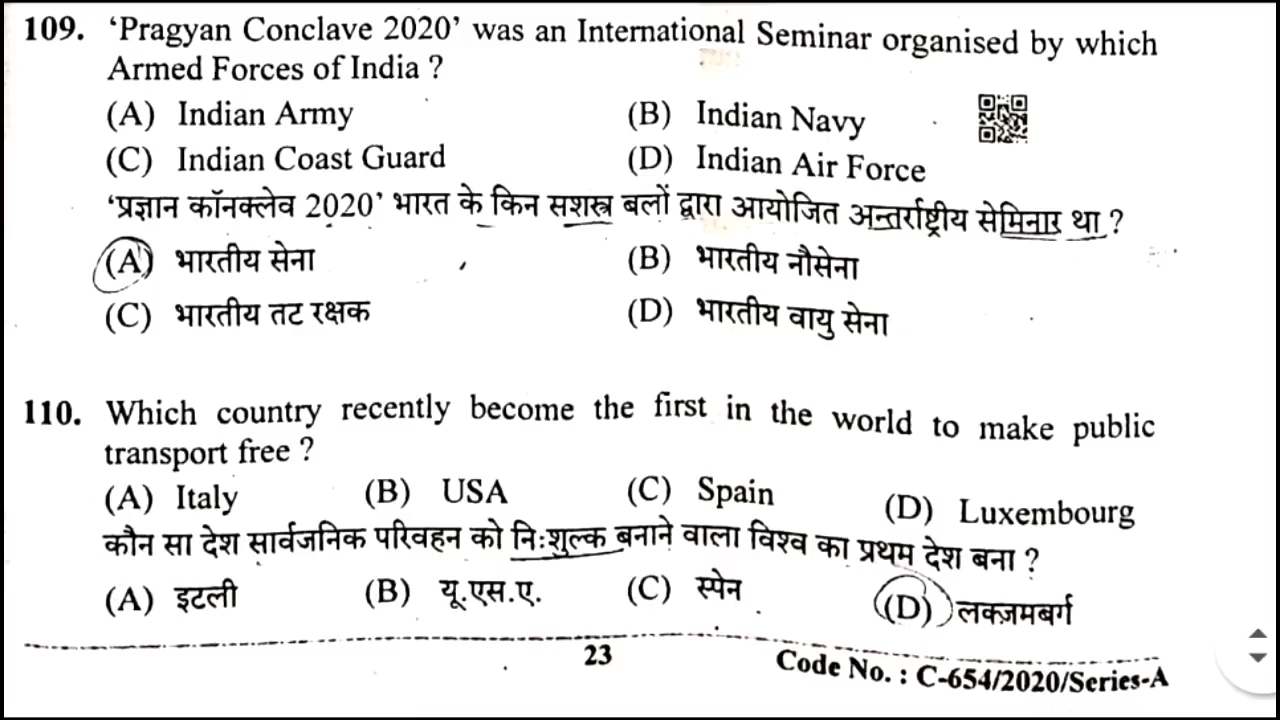 109. ‘Pragyan Conclave 2020’ was an International Seminar organised by which
Armed Forces of India ?
(A) Indian Army (B) Indian Navy
(C) Indian Coast Guard (D) Indian Air Force
‘प्रज्ञान कॉनक्लेव 2020’ भारत के किन सशस्त्र बलों द्वारा आयोजित अन्तर्राष्ट्रीय सेमिनार था ?
(A) भारतीय सेना (B) भारतीय नौसेना
(C) भारतीय तट रक्षक (D) भारतीय वायु सेना
110. Which country recently become the first in the world to make public
transport free ?
(A) Italy (B) USA (C) Spain (D) Luxembourg
कौन सा देश सार्वजनिक परिवहन को निःशुल्क बनाने वाला विश्व का प्रथम देश बना ?
(A) इटली (B) यू.एस.ए. (C) स्पेन (D) लक्ज़मबर्ग
23 Code No. : C-654/2020/Series-A